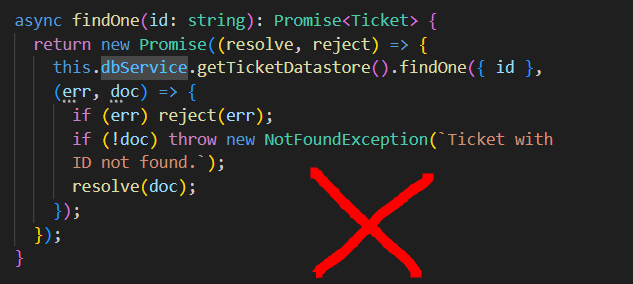 async findOne(id: string): Promise<Ticket> {
return new Promise((resolve, reject) => {
this.dbService.getTicketDatastore().findOne({ id },
(err, doc) => {
if (err) reject(err);
if (!doc) throw new NotFoundException(`Ticket with
ID not found.`);
resolve(doc);
});
});
}